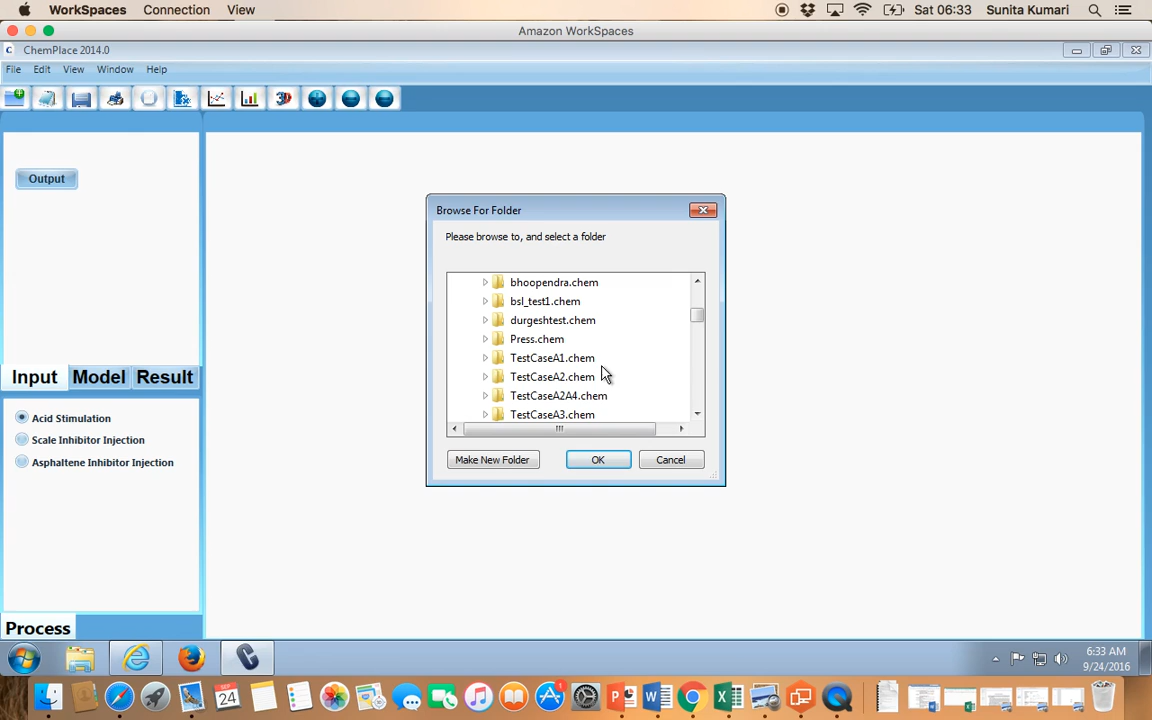 WorkSpaces Connection View Sat 06:33 Sunita Kumari
Amazon WorkSpaces
C ChemPlace 2014.0
File Edit View Window Help
3D
Output
Browse For Folder
Please browse to, and select a folder
bhoopendra.chem
bsl_test1.chem
durgeshtest.chem
Press.chem
TestCaseA1.chem
TestCaseA2.chem
TestCaseA2A4.chem
TestCaseA3.chem
Make New Folder OK Cancel
Input Model Result
Acid Stimulation
Scale Inhibitor Injection
Asphaltene Inhibitor Injection
Process
6:33 AM
9/24/2016